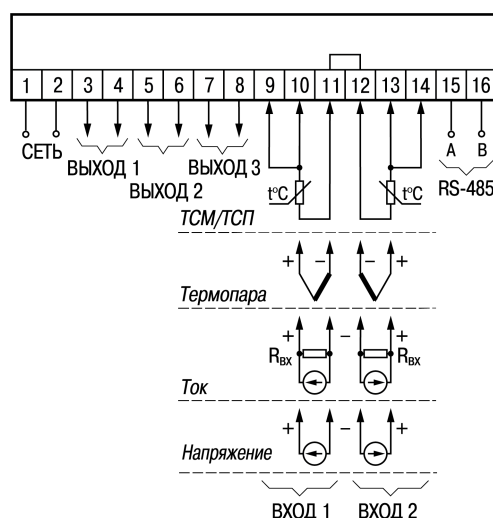 1 2 3 4 5 6 7 8 9 10 11 12 13 14 15 16
СЕТЬ
ВЫХОД 1
ВЫХОД 2
ВЫХОД 3
t°C
t°C
A B
RS-485
ТСМ/ТСП
+ − − +
Термопара
+ − +
Rвх Rвх
Ток
+ − +
Напряжение
ВХОД 1 ВХОД 2